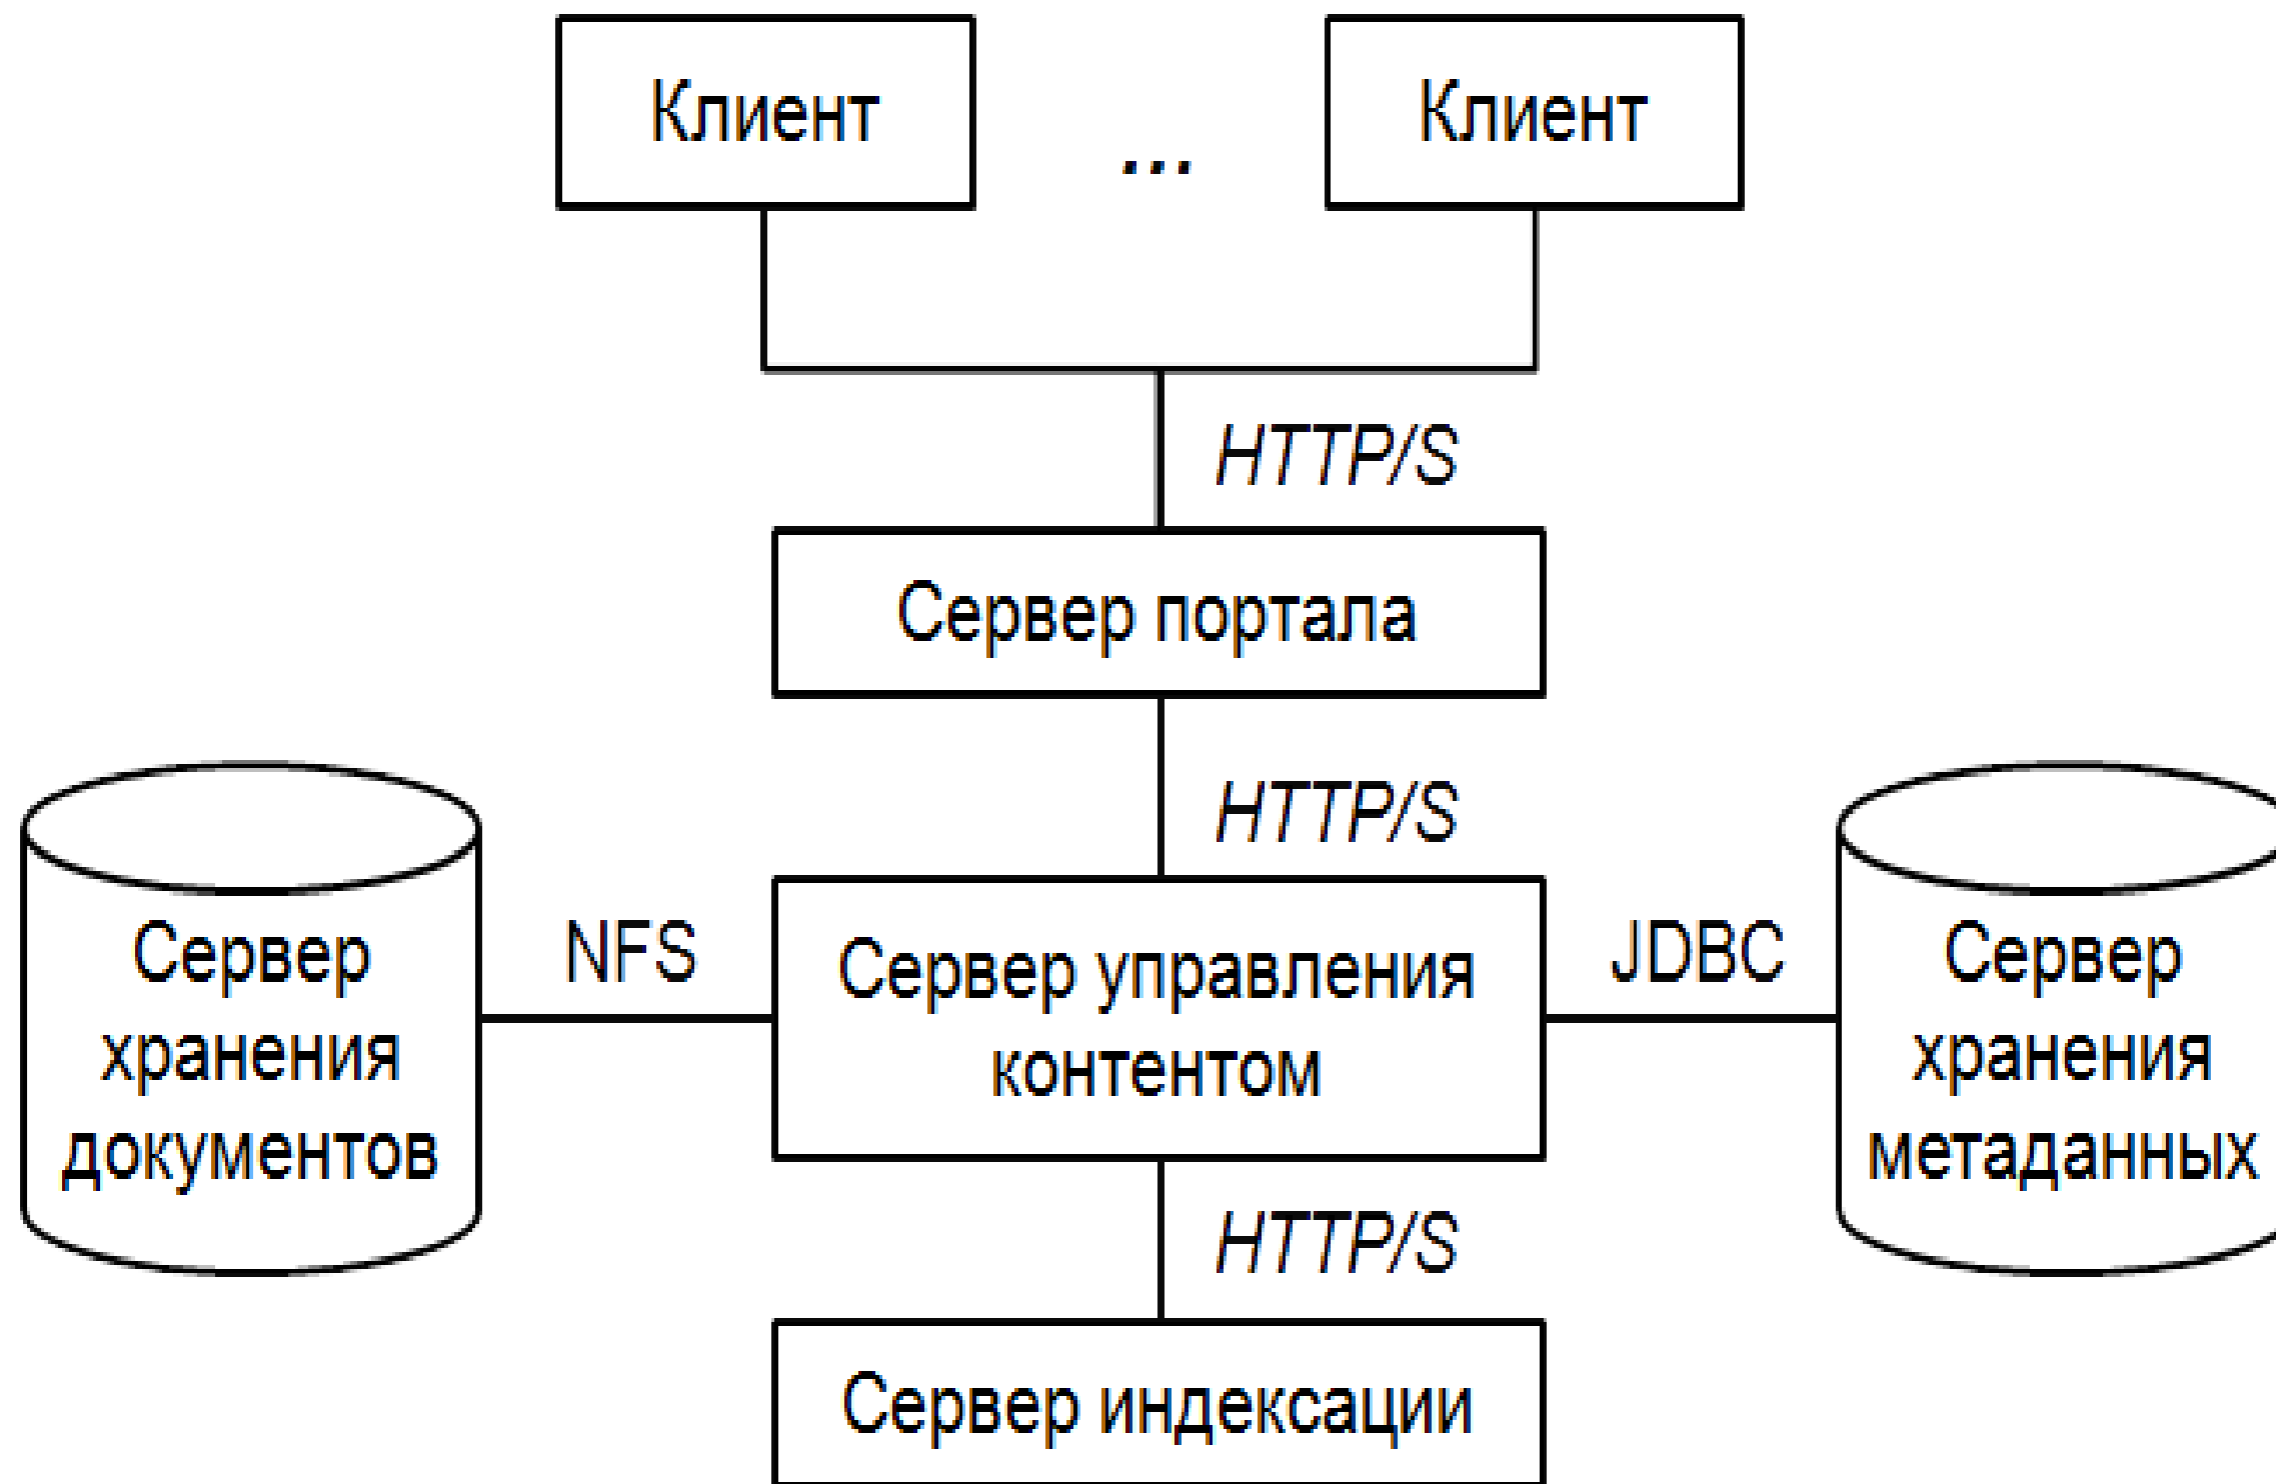 Клиент
...
Клиент
HTTP/S
Сервер портала
HTTP/S
Сервер
хранения
документов
NFS
Сервер управления
контентом
JDBC
Сервер
хранения
метаданных
HTTP/S
Сервер индексации